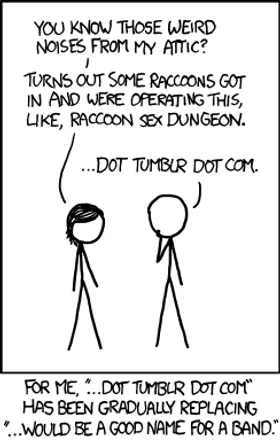 YOU KNOW THOSE WEIRD
NOISES FROM MY ATTIC?
TURNS OUT SOME RACCOONS GOT
IN AND WERE OPERATING THIS,
LIKE, RACCOON SEX DUNGEON.
...DOT TUMBLR DOT COM.
FOR ME, "...DOT TUMBLR DOT COM"
HAS BEEN GRADUALLY REPLACING
"...WOULD BE A GOOD NAME FOR A BAND."